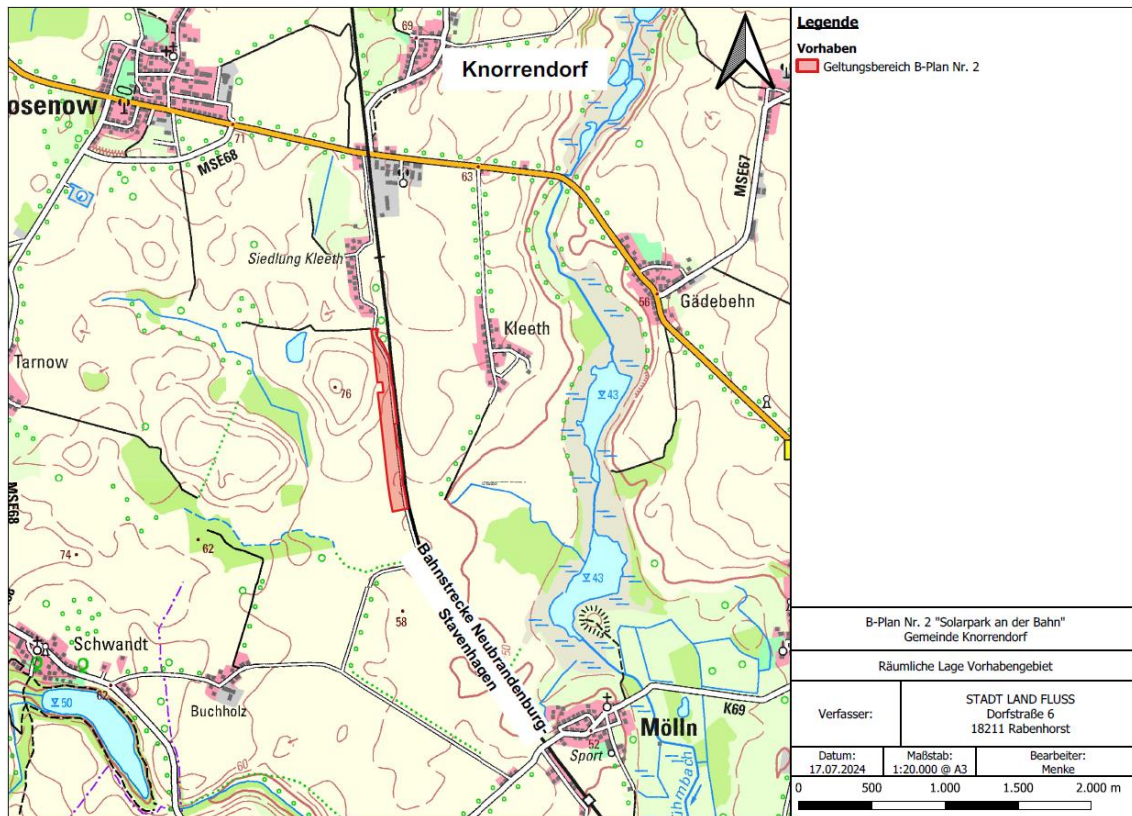 69
Knorrendorf
osenow
71
MSE68
63
MSE67
Siedlung Kleeth
56
Gädebehn
Kleeth
Tarnow
76
43
MSE68
74
62
43
Bahnstrecke Neubrandenburg-
Stavenhagen
58
50
Schwandt
62
50
Buchholz
K69
Mölln
52
Sport
60
ühmbach
Legende
Vorhaben
Geltungsbereich B-Plan Nr. 2
B-Plan Nr. 2 "Solarpark an der Bahn"
Gemeinde Knorrendorf
Räumliche Lage Vorhabengebiet
Verfasser:
STADT LAND FLUSS
Dorfstraße 6
18211 Rabenhorst
Datum:
17.07.2024
Maßstab:
1:20.000 @ A3
Bearbeiter:
Menke
0 500 1.000 1.500 2.000 m